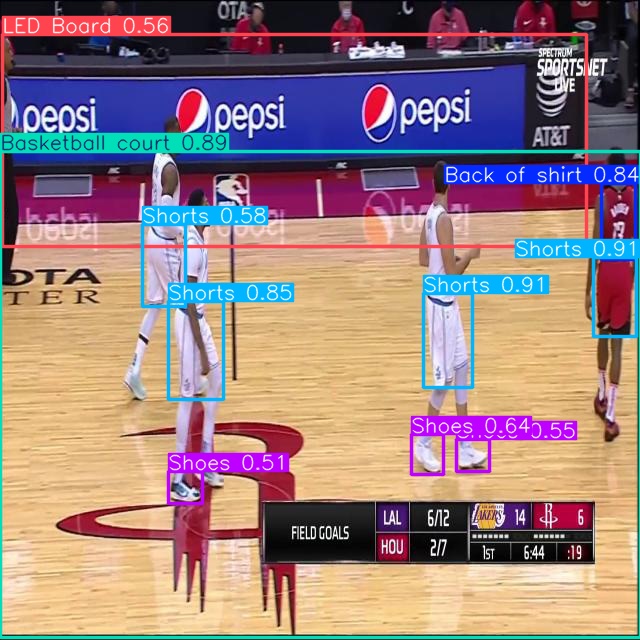 LED Board 0.56
OTA
SPECTRUM
SPORTSNET
LIVE
pepsi
pepsi
pepsi
AT&T
Basketball court 0.89
Back of shirt 0.84
NBA
Shorts 0.58
Shorts 0.91
13
OTA
TER
Shorts 0.85
Shorts 0.91
Shoes 0.64
0.55
Shoes 0.51
FIELD GOALS
LAL 6/12
HOU 2/7
LAKERS 14
R 6
1ST 6:44 :19